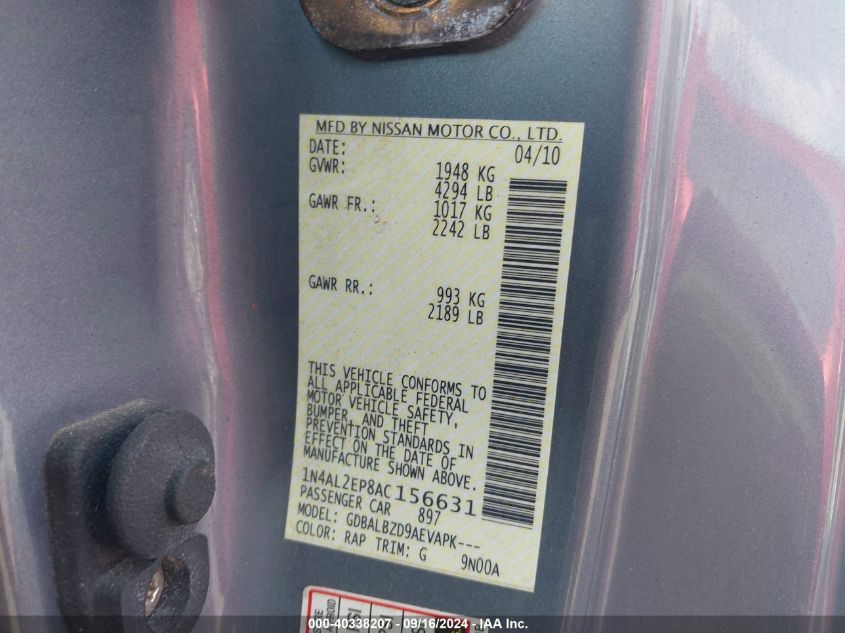 MFD BY NISSAN MOTOR CO., LTD.
DATE: 04/10
GVWR: 1948 KG
4294 LB
GAWR FR.: 1017 KG
2242 LB
GAWR RR.: 993 KG
2189 LB
THIS VEHICLE CONFORMS TO
ALL APPLICABLE FEDERAL
MOTOR VEHICLE SAFETY,
BUMPER, AND THEFT
PREVENTION STANDARDS IN
EFFECT ON THE DATE OF
MANUFACTURE SHOWN ABOVE.
1N4AL2EP8AC156631
PASSENGER CAR 897
MODEL: GDBALBZD9AEVAPK---
COLOR: RAP TRIM: G 9N00A
000-40338207 - 09/16/2024 - IAA Inc.